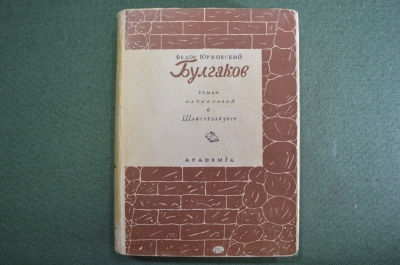 Федор Юрковский
Булгаков
роман
написанный
в
Шлиссельбурге
ACADEMIA